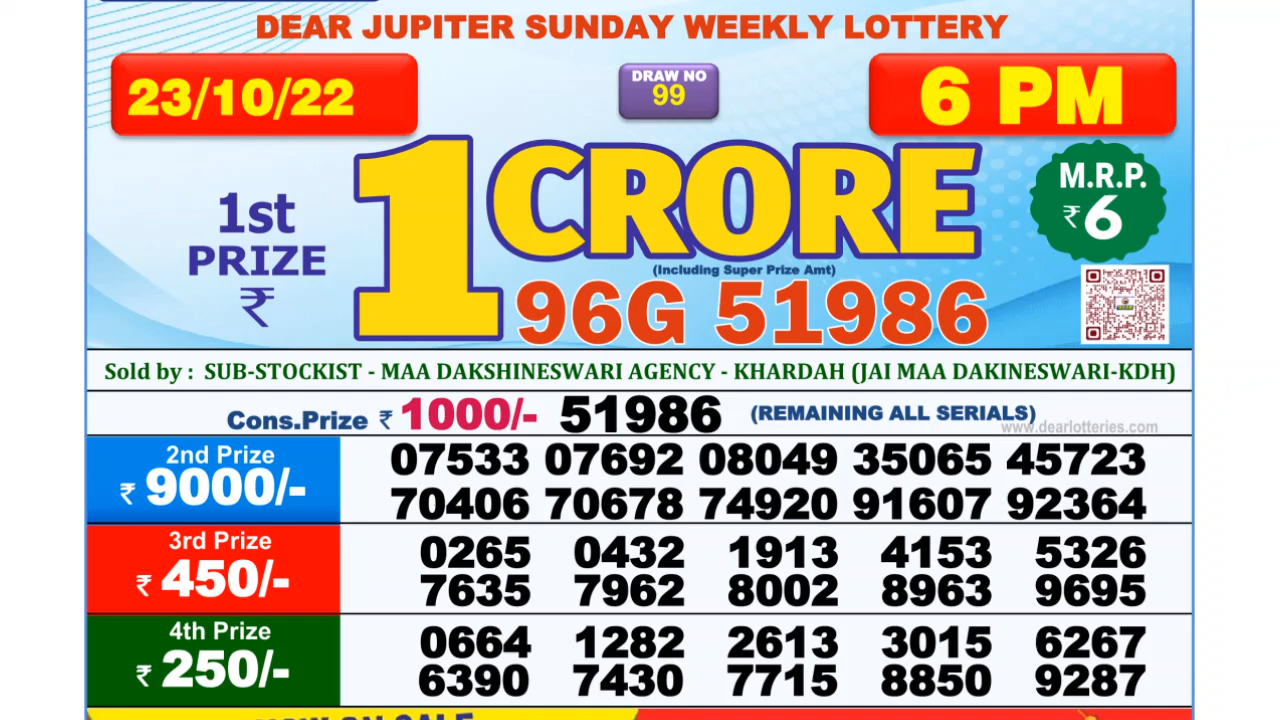 DEAR JUPITER SUNDAY WEEKLY LOTTERY
23/10/22
DRAW NO
99
6 PM
1st
PRIZE
₹
1 CRORE
(Including Super Prize Amt)
96G 51986
M.R.P.
₹6
Sold by : SUB-STOCKIST - MAA DAKSHINESWARI AGENCY - KHARDAH (JAI MAA DAKINESWARI-KDH)
Cons.Prize ₹ 1000/- 51986 (REMAINING ALL SERIALS)
www.dearlotteries.com
2nd Prize
₹ 9000/-
07533 07692 08049 35065 45723
70406 70678 74920 91607 92364
3rd Prize
₹ 450/-
0265 0432 1913 4153 5326
7635 7962 8002 8963 9695
4th Prize
₹ 250/-
0664 1282 2613 3015 6267
6390 7430 7715 8850 9287